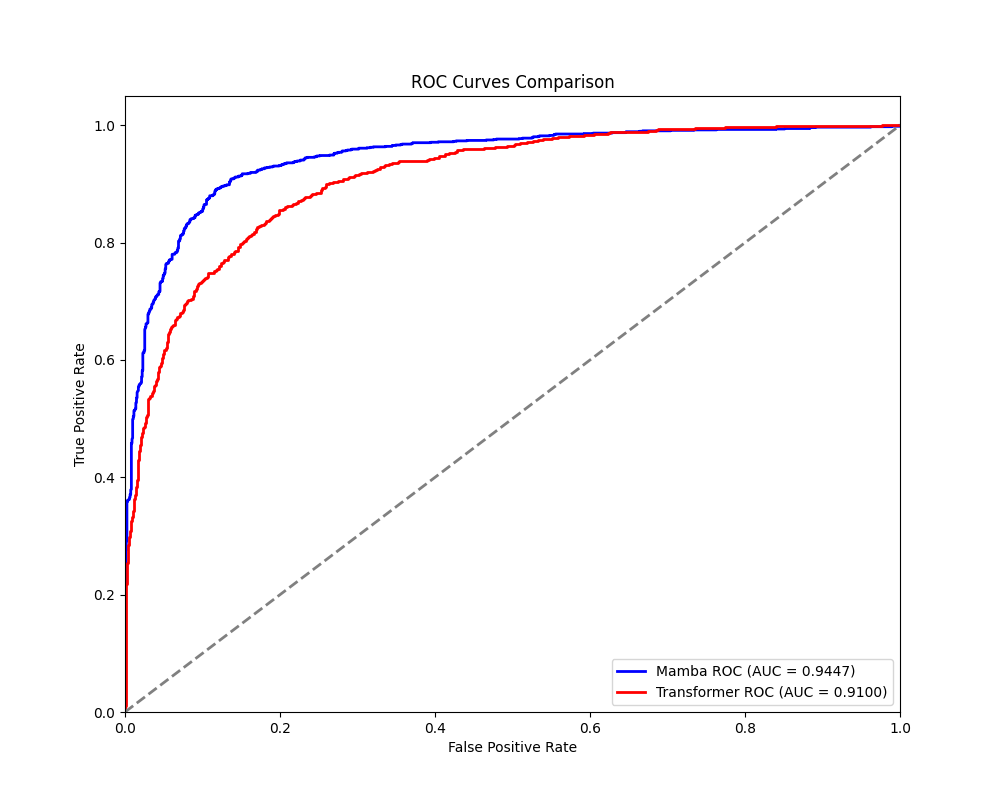 ROC Curves Comparison
1.0
0.8
0.6
0.4
0.2
0.0
True Positive Rate
0.0 0.2 0.4 0.6 0.8 1.0
False Positive Rate
Mamba ROC (AUC = 0.9447)
Transformer ROC (AUC = 0.9100)